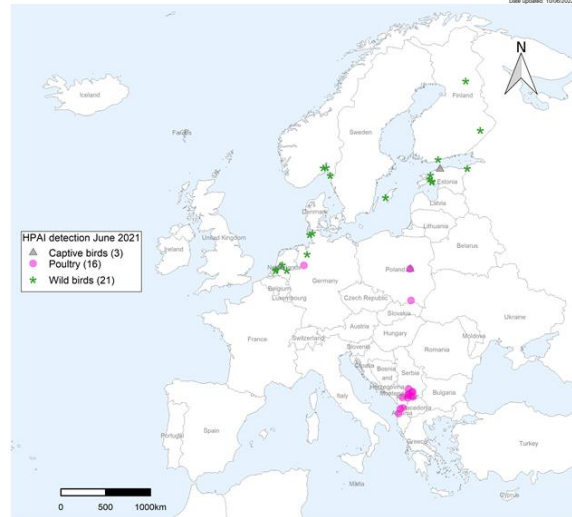 Date updated: 10/06/202
N
Iceland
Faroes
Finland
Sweden
Estonia
Latvia
Lithuania
Denmark
Belarus
HPAI detection June 2021
Captive birds (3)
Poultry (16)
Wild birds (21)
Ireland
United Kingdom
Belgium
Luxembourg
Germany
Poland
Czech Republic
Ukraine
Slovakia
France
Switzerland
Austria
Hungary
Moldova
Slovenia
Croatia
Romania
Bosnia
and
Herzegovina
Serbia
Italy
Bulgaria
Albania
Portugal
Spain
Greece
Turkey
Malta
Cyprus
0 500 1000km